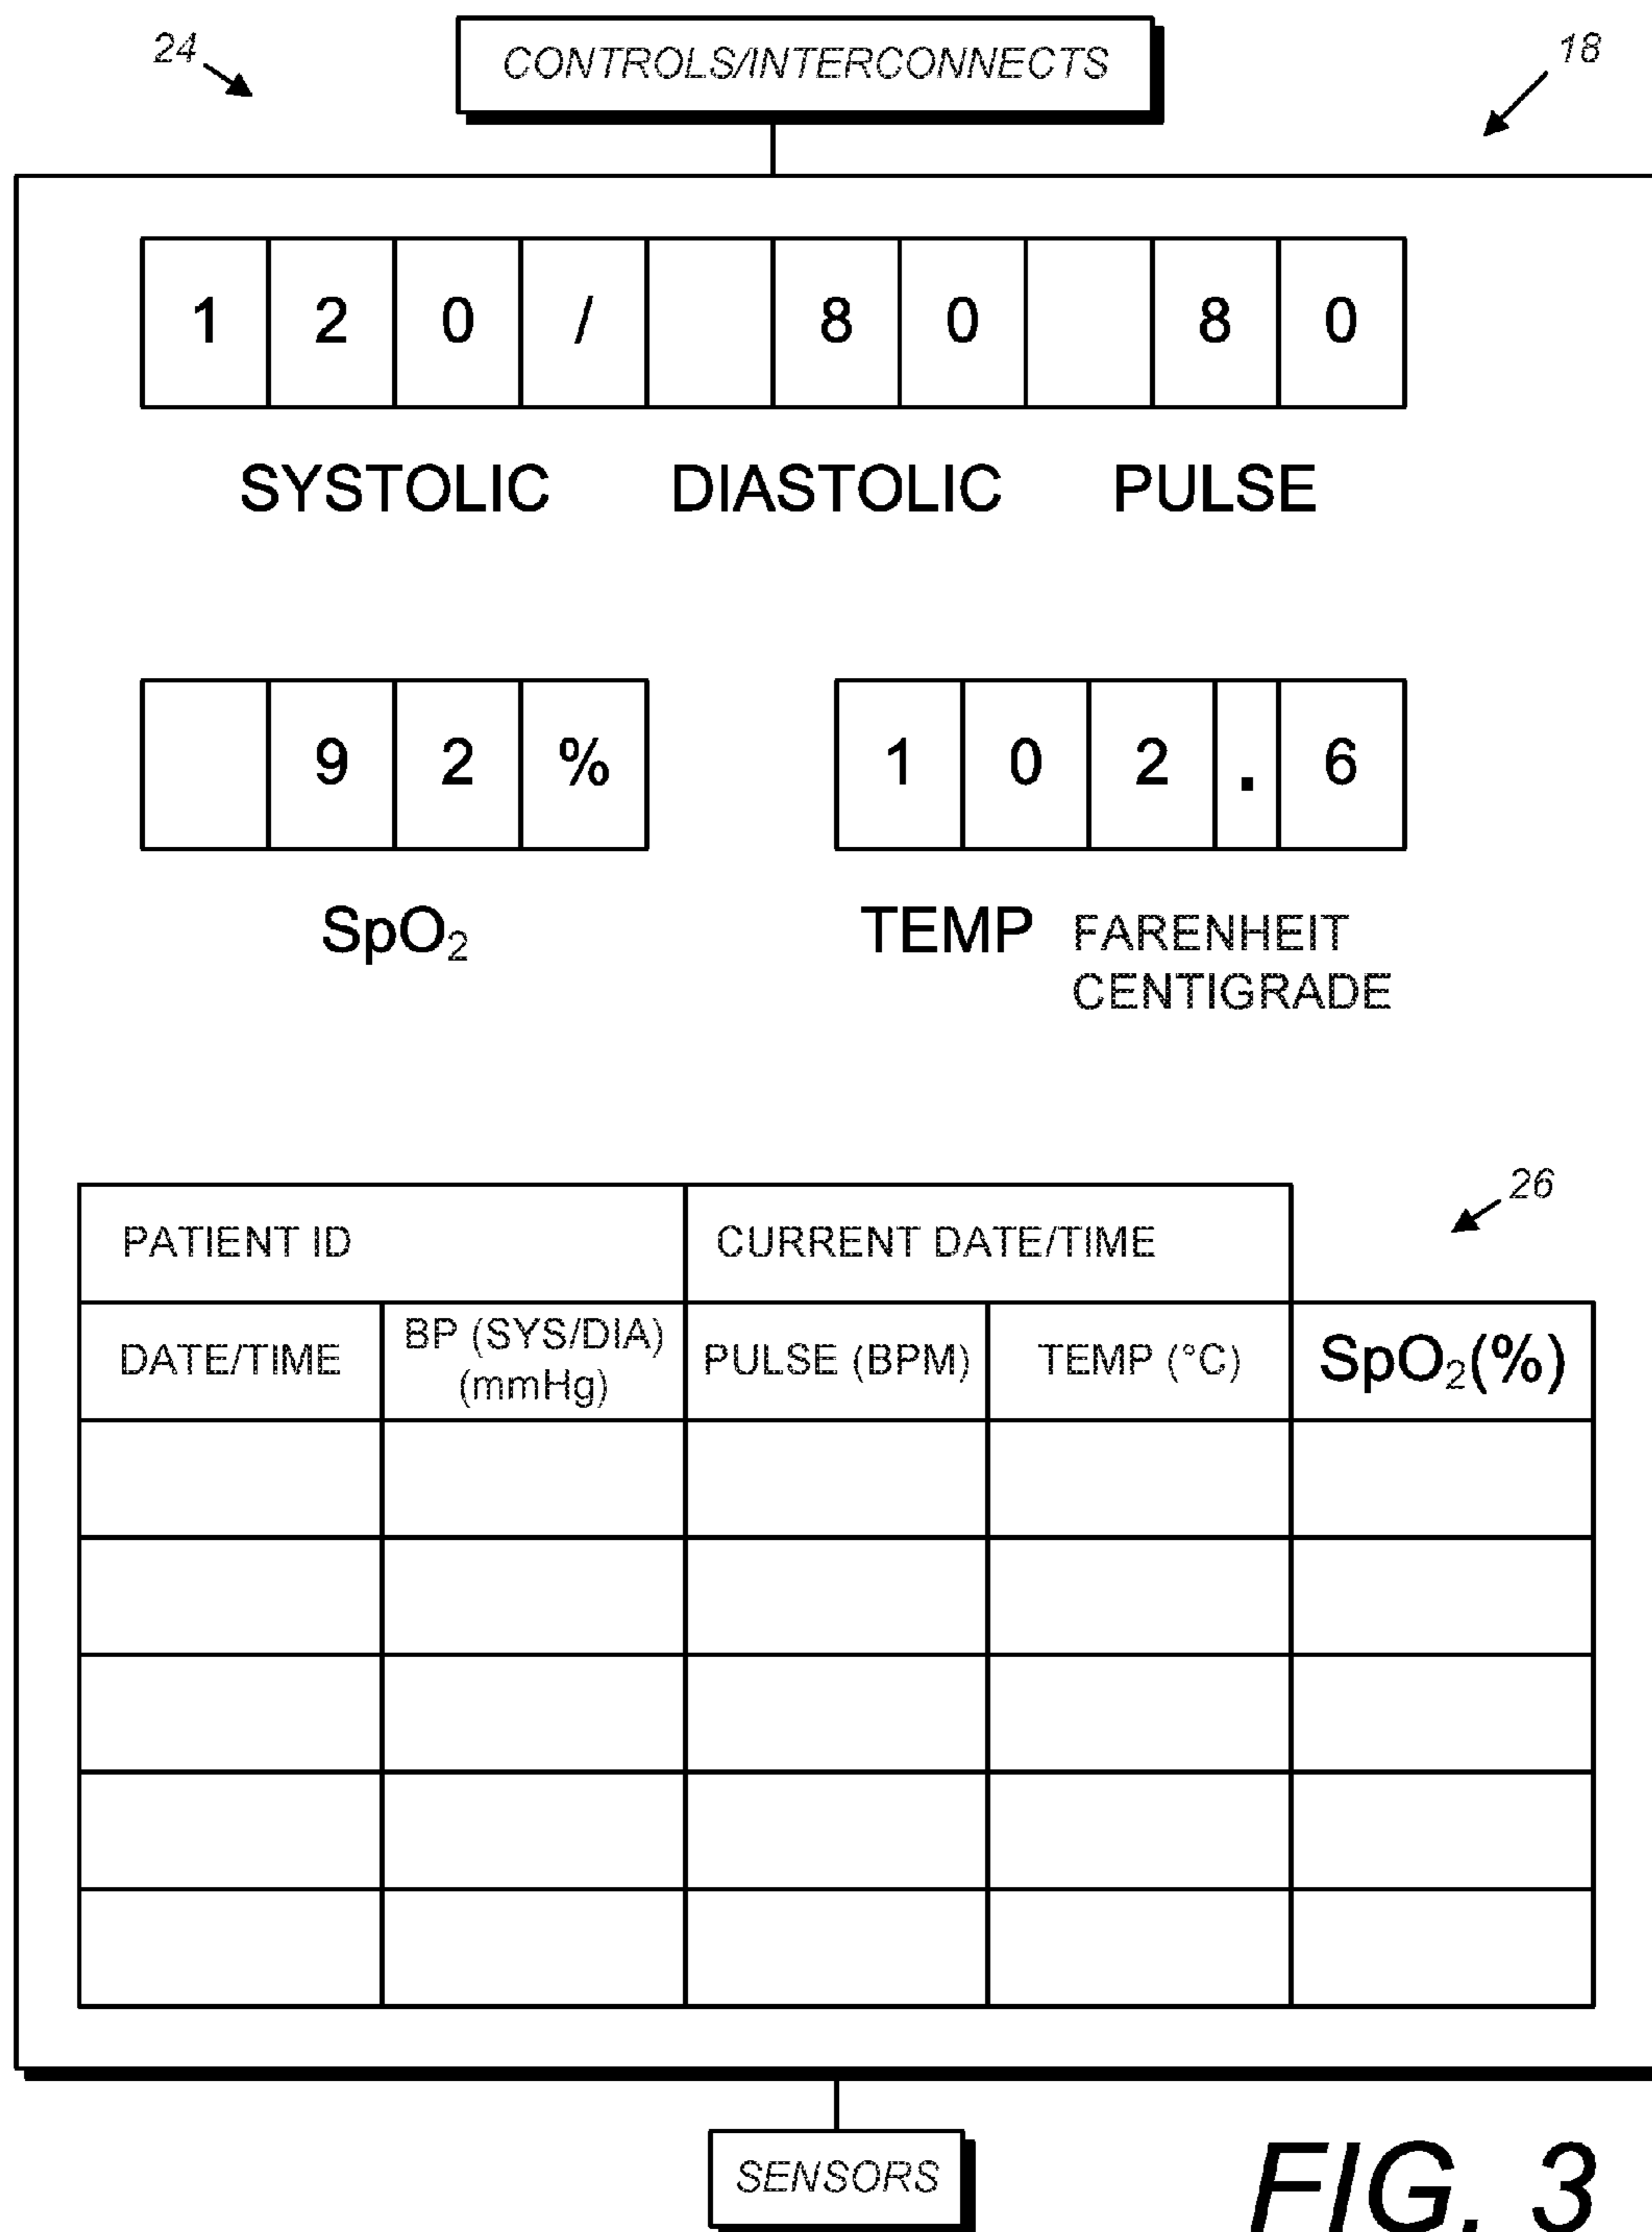 24
CONTROLS/INTERCONNECTS
18
1 2 0 / 8 0 8 0
SYSTOLIC DIASTOLIC PULSE
9 2 % 1 0 2 . 6
SpO₂ TEMP FARENHEIT
CENTIGRADE
26
PATIENT ID CURRENT DATE/TIME
DATE/TIME BP (SYS/DIA) (mmHg) PULSE (BPM) TEMP (°C) SpO₂(%)
SENSORS
FIG. 3